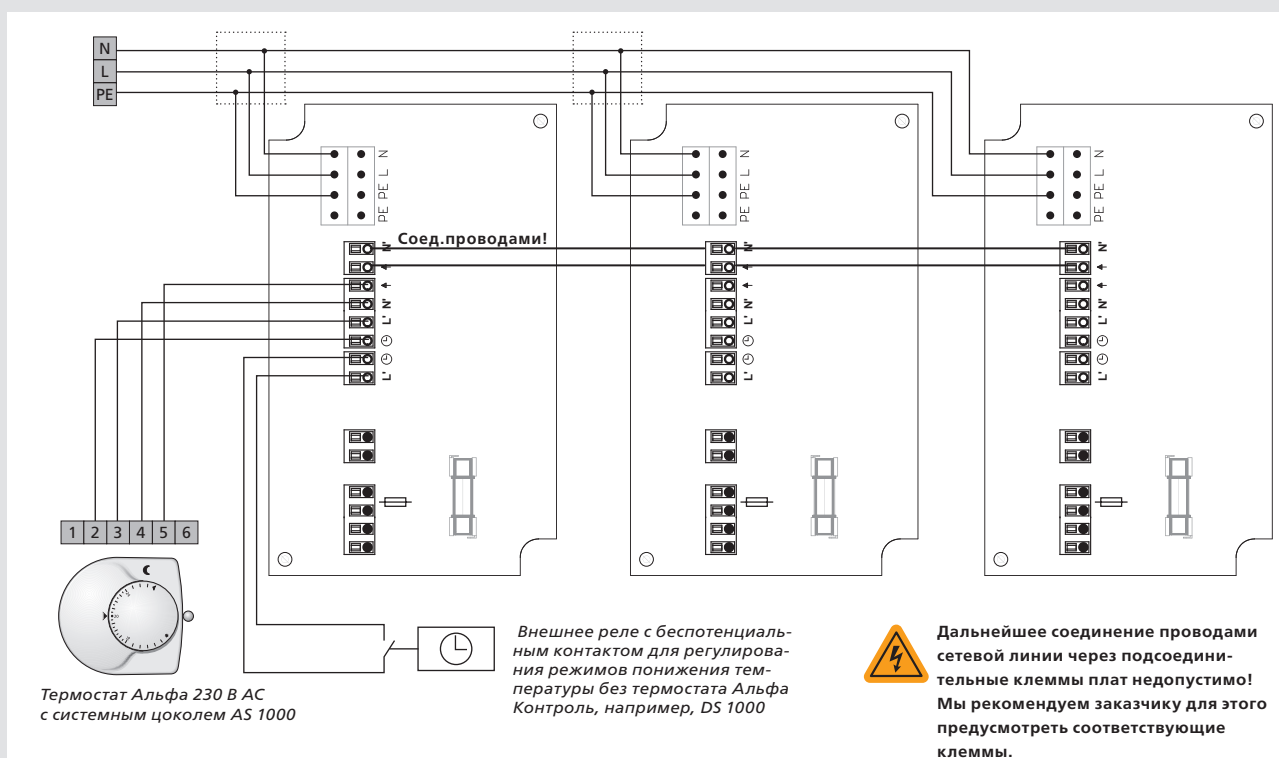 N
L
PE
N
L
PE
PE
N
L
PE
PE
N
L
PE
PE
Соед.проводами!
N'
N'
L'
L'
N'
N'
L'
L'
N'
N'
L'
L'
1 2 3 4 5 6
Термостат Альфа 230 В АС
с системным цоколем AS 1000
Внешнее реле с беспотенциаль-
ным контактом для регулирова-
ния режимов понижения тем-
пературы без термостата Альфа
Контроль, например, DS 1000
Дальнейшее соединение проводами
сетевой линии через подсоедини-
тельные клеммы плат недопустимо!
Мы рекомендуем заказчику для этого
предусмотреть соответствующие
клеммы.